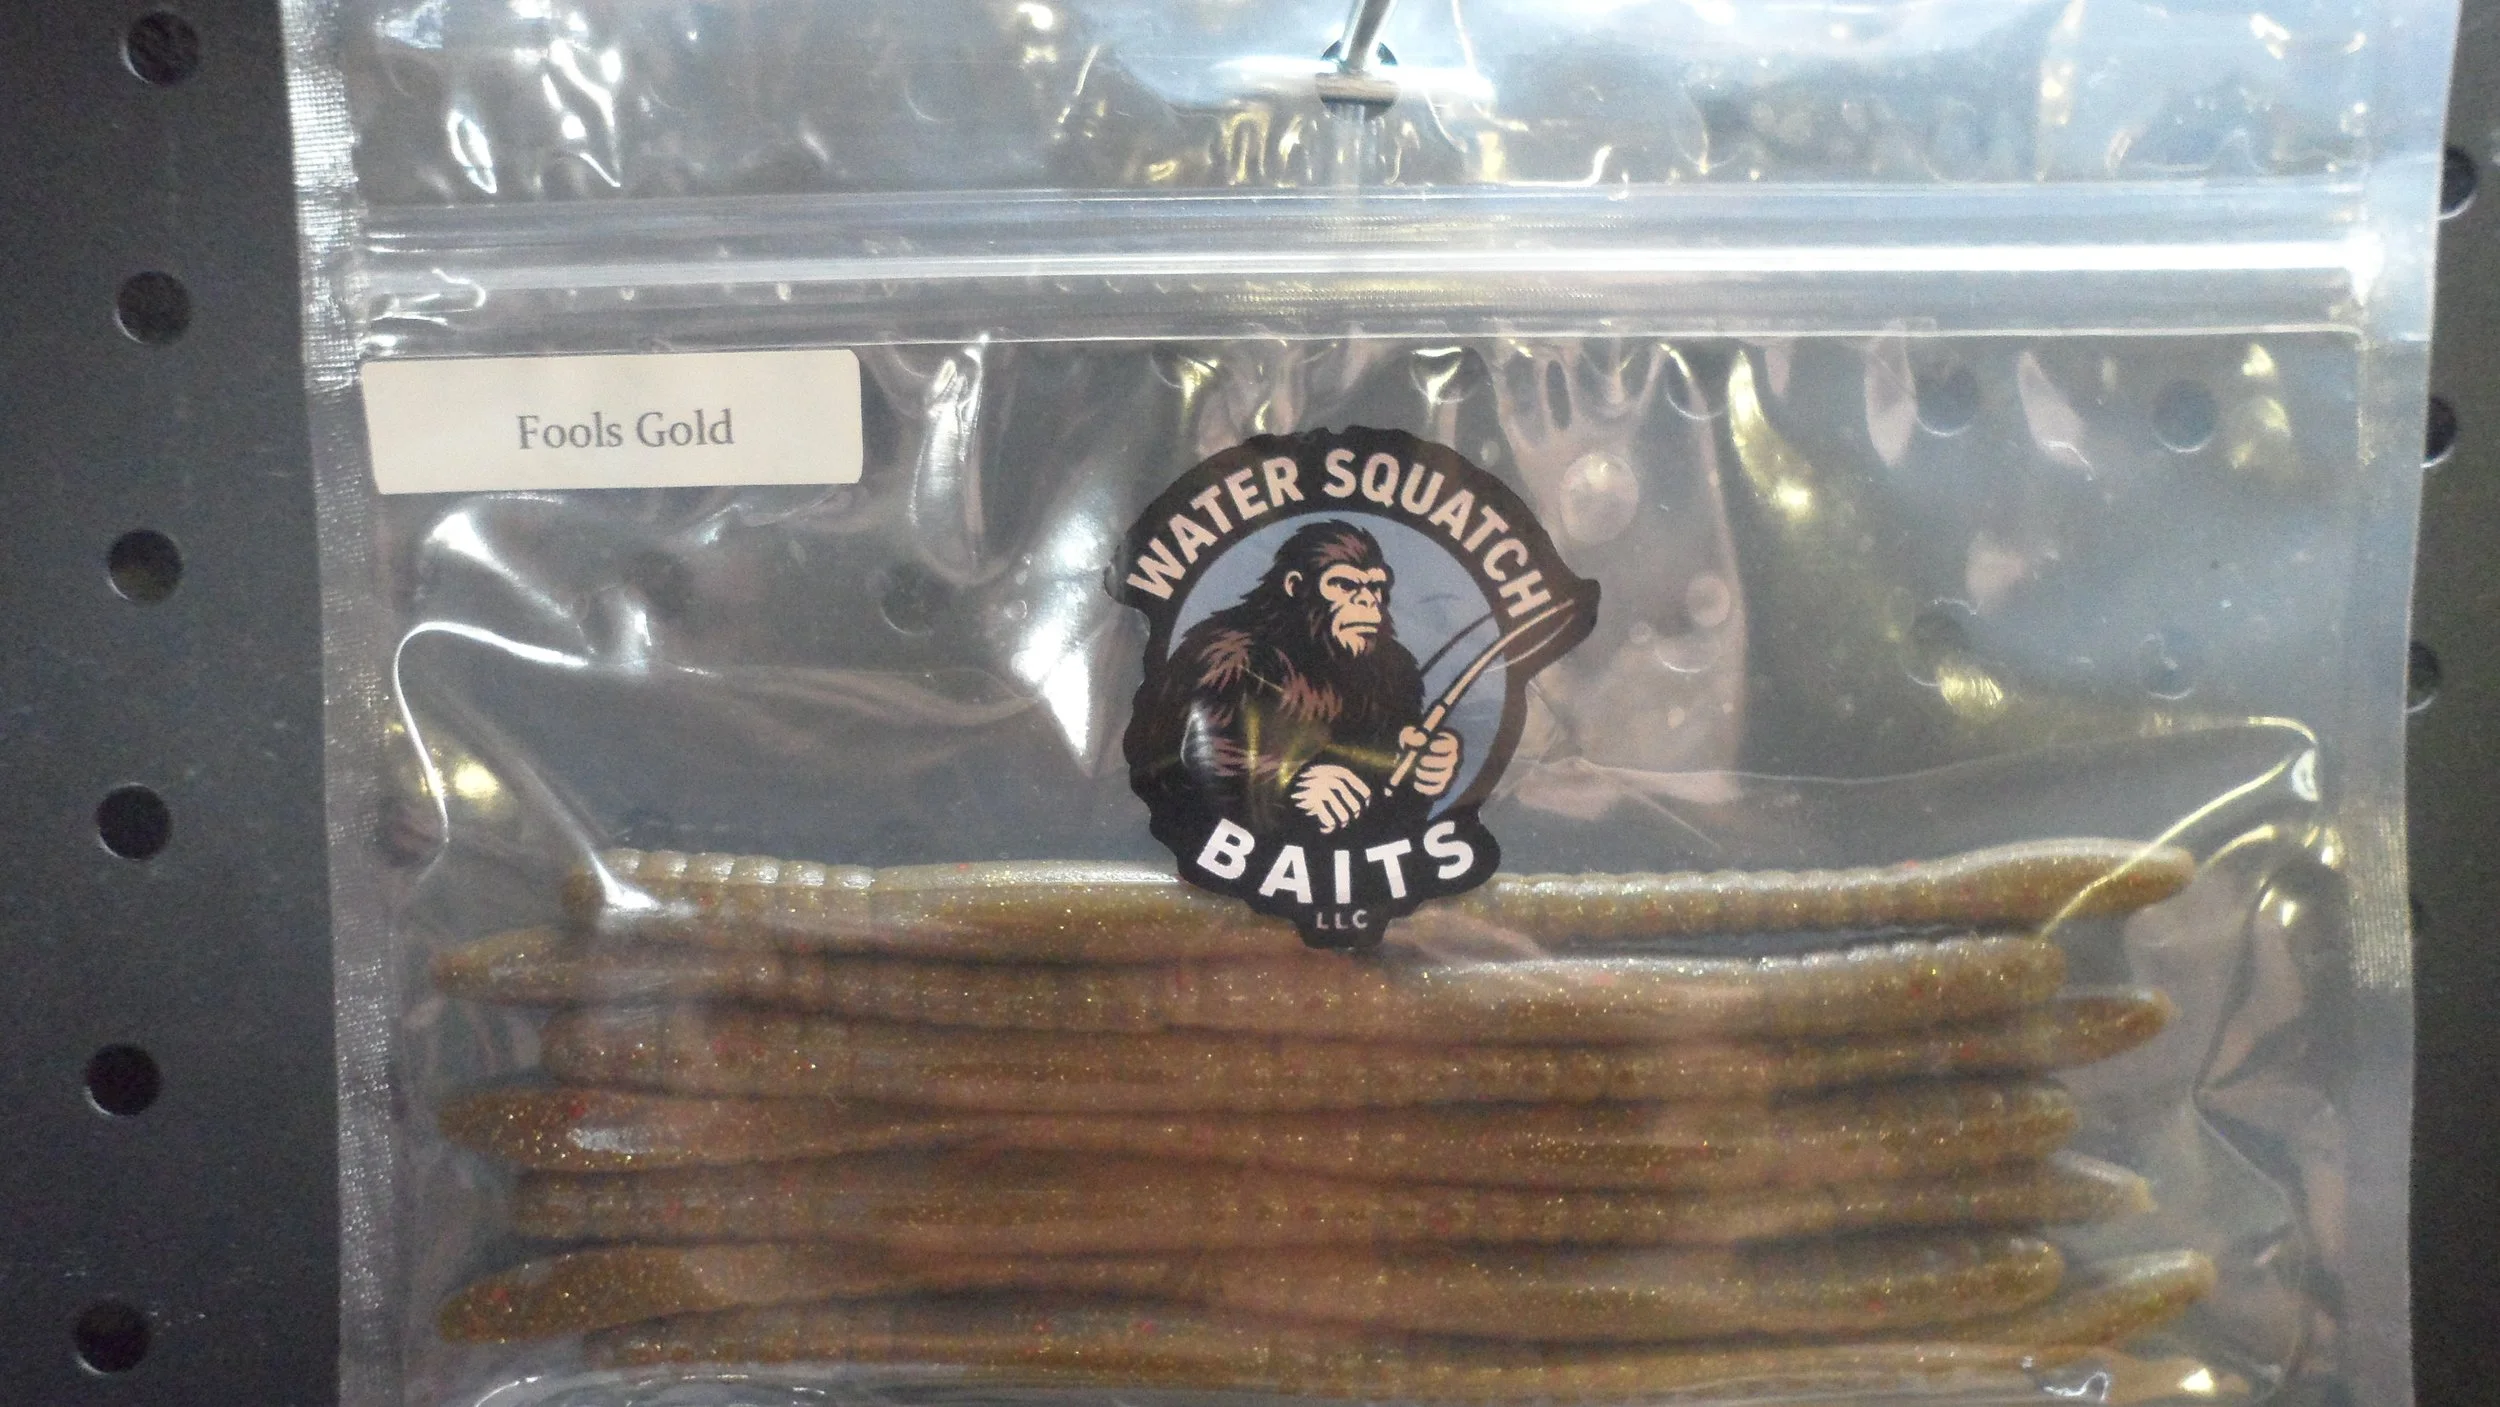 Fools Gold
WATER SQUATCH
BAITS
LLC